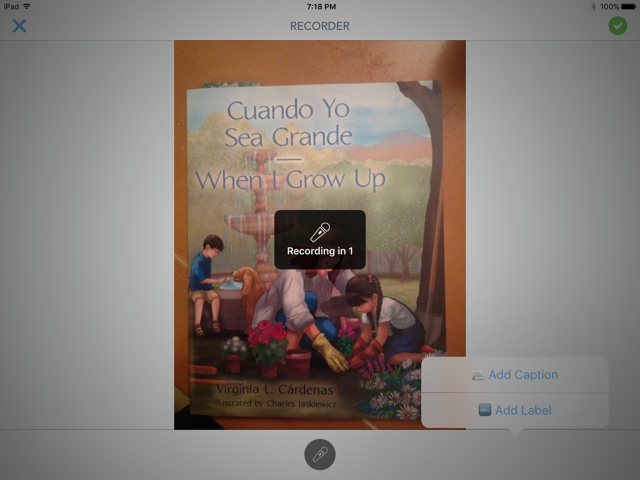 iPad
7:18 PM
100%
RECORDER
Cuando Yo
Sea Grande
When I Grow Up
Recording in 1
Add Caption
Add Label
Virginia L. Cárdenas
Illustrated by Charles Jaskiewicz